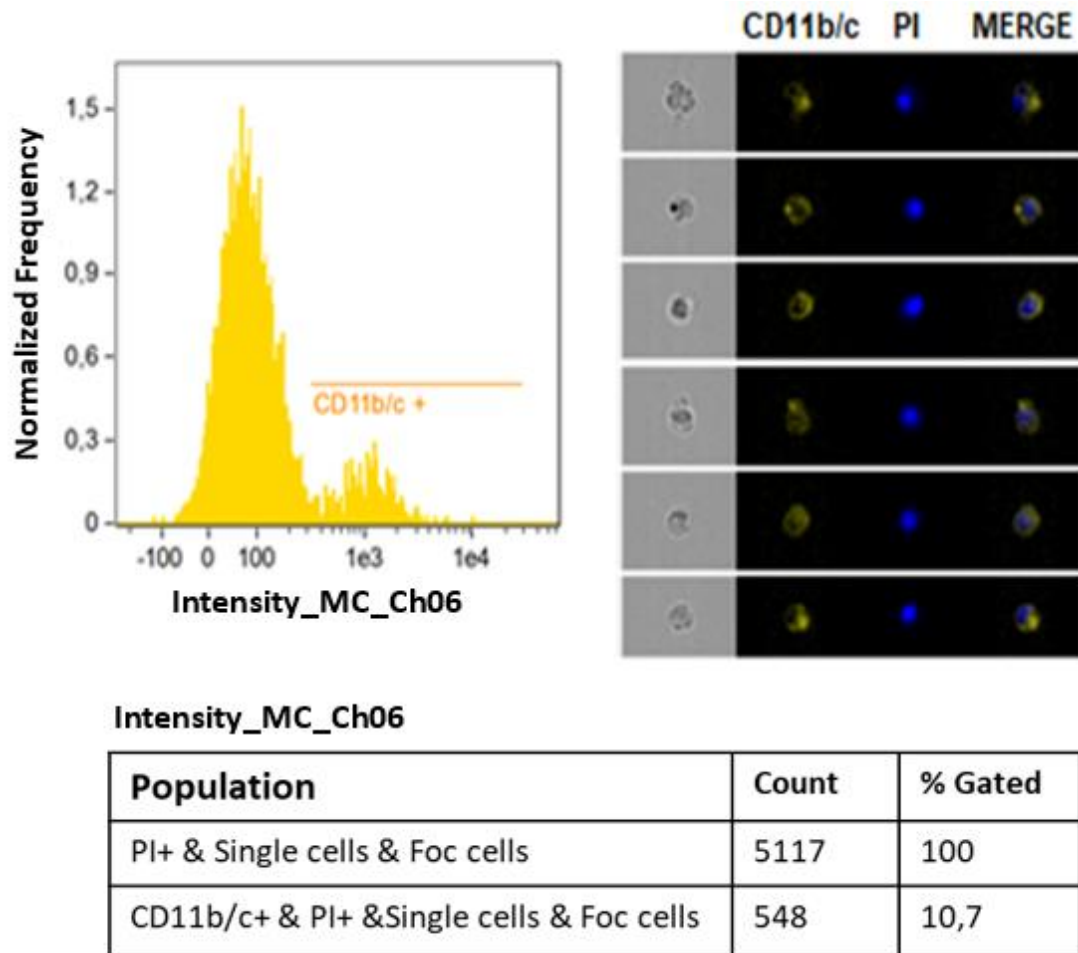 CD11b/c PI MERGE
Normalized Frequency
1,5
1,2
0,9
0,6
0,3
0
CD11b/c +
-100 0 100 1e3 1e4
Intensity_MC_Ch06
Intensity_MC_Ch06
Population Count % Gated
PI+ & Single cells & Foc cells 5117 100
CD11b/c+ & PI+ &Single cells & Foc cells 548 10,7